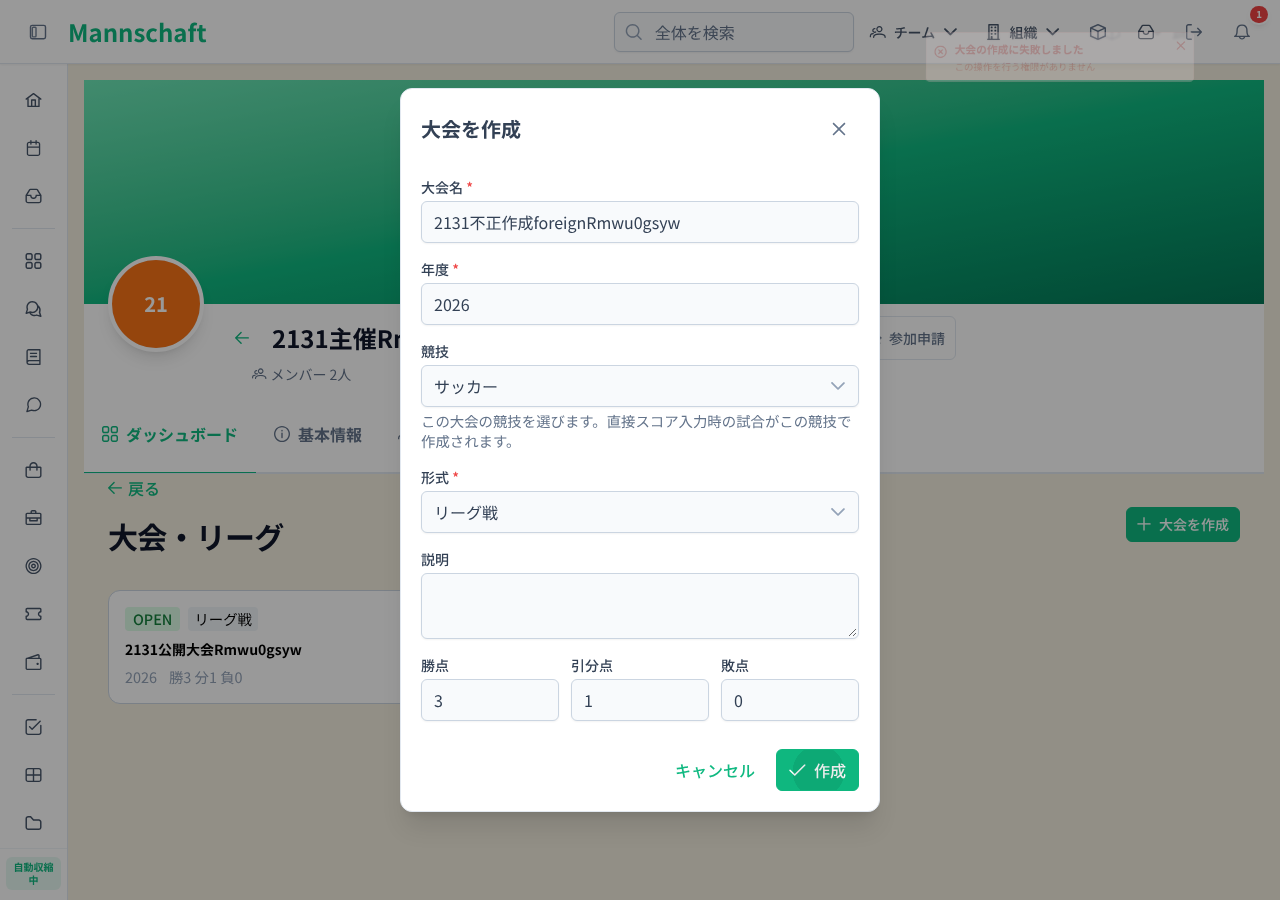 Mannschaft
全体を検索
チーム
組織
1
大会の作成に失敗しました
この操作を行う権限がありません
大会を作成
大会名 *
2131不正作成foreignRmwu0gsyw
年度 *
2026
競技
サッカー
この大会の競技を選びます。直接スコア入力時の試合がこの競技で
作成されます。
形式 *
リーグ戦
説明
勝点
引分点
敗点
3
1
0
キャンセル
作成
21
2131主催
参加申請
メンバー 2人
ダッシュボード
基本情報
戻る
大会・リーグ
大会を作成
OPEN
リーグ戦
2131公開大会Rmwu0gsyw
2026 勝3 分1 負0
自動収縮
中